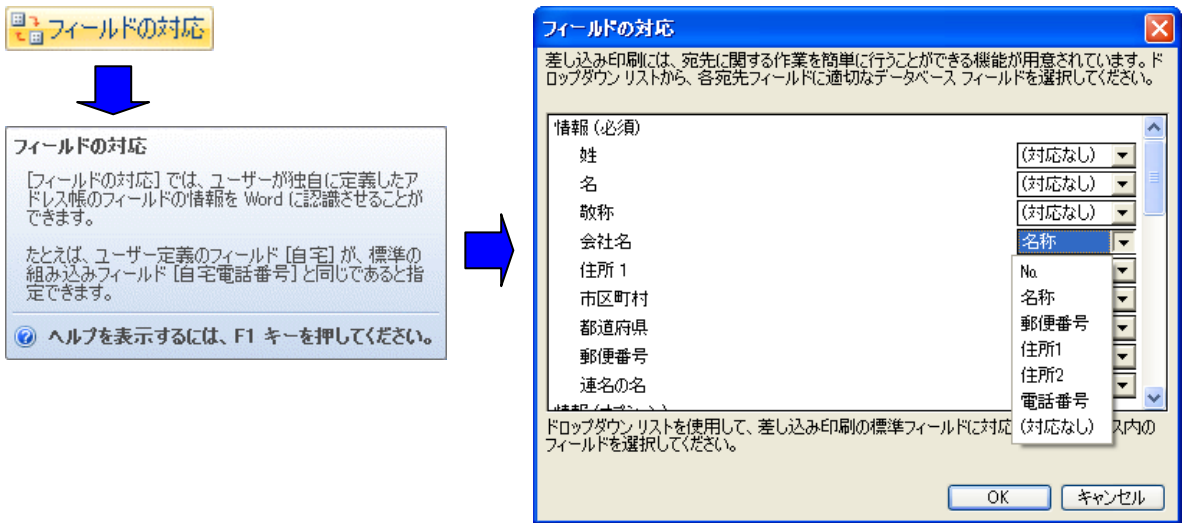 フィールドの対応
フィールドの対応
[フィールドの対応] では、ユーザーが独自に定義したア
ドレス帳のフィールドの情報を Word に認識させることが
できます。
たとえば、ユーザー定義のフィールド [自宅] が、標準の
組み込みフィールド [自宅電話番号] と同じであると指
定できます。
ヘルプを表示するには、F1 キーを押してください。
フィールドの対応
差し込み印刷には、宛先に関する作業を簡単に行うことができる機能が用意されています。ド
ロップダウン リストから、各宛先フィールドに適切なデータベース フィールドを選択してください。
情報 (必須)
姓 (対応なし)
名 (対応なし)
敬称 (対応なし)
会社名 名称
住所 1
市区町村
都道府県
郵便番号
連名の名
No.
名称
郵便番号
住所1
住所2
電話番号
(対応なし)
ドロップダウン リストを使用して、差し込み印刷の標準フィールドに対応 ス内の
フィールドを選択してください。
OK キャンセル